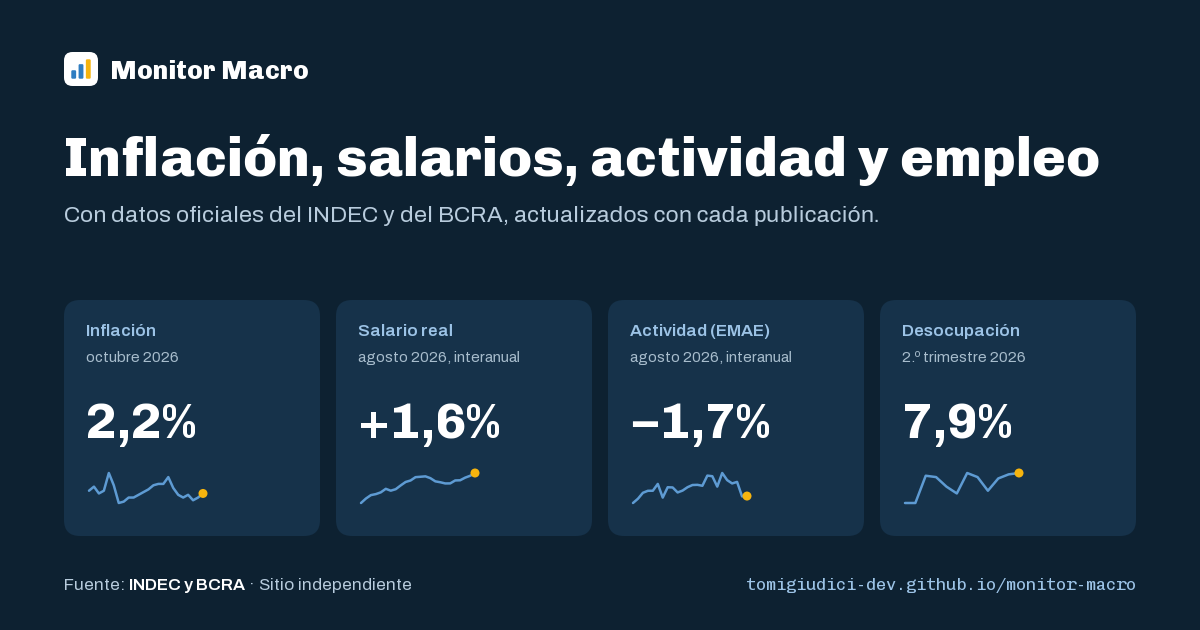 Monitor Macro
Inflación, salarios, actividad y empleo
Con datos oficiales del INDEC y del BCRA, actualizados con cada publicación.
Inflación
octubre 2026
2,2%
Salario real
agosto 2026, interanual
+1,6%
Actividad (EMAE)
agosto 2026, interanual
−1,7%
Desocupación
2.º trimestre 2026
7,9%
Fuente: INDEC y BCRA · Sitio independiente
tomigiudici-dev.github.io/monitor-macro